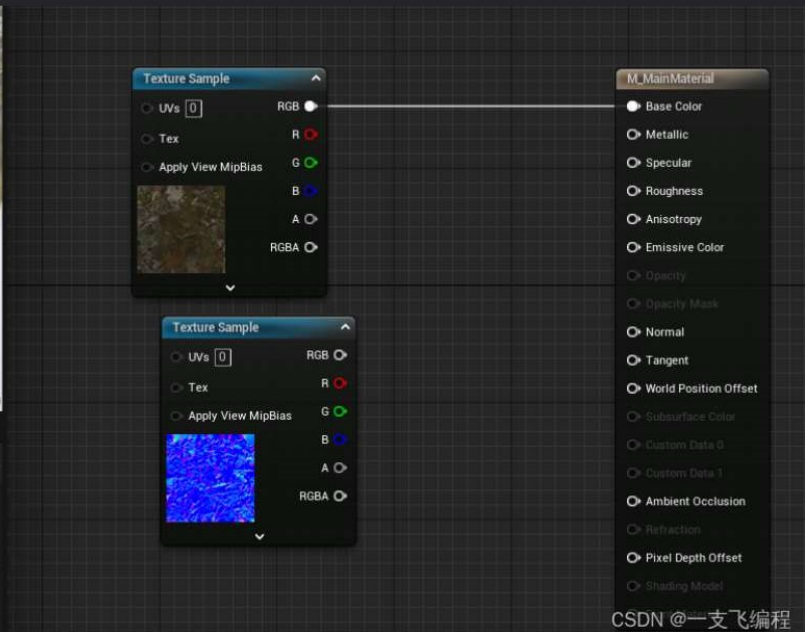 Texture Sample
UVs 0
RGB
Tex
R
Apply View MipBias
G
B
A
RGBA
Texture Sample
UVs 0
RGB
Tex
R
Apply View MipBias
G
B
A
RGBA
M_MainMaterial
Base Color
Metallic
Specular
Roughness
Anisotropy
Emissive Color
Opacity
Opacity Mask
Normal
Tangent
World Position Offset
Subsurface Color
Custom Data 0
Custom Data 1
Ambient Occlusion
Refraction
Pixel Depth Offset
Shading Model
CSDN @一支飞编程